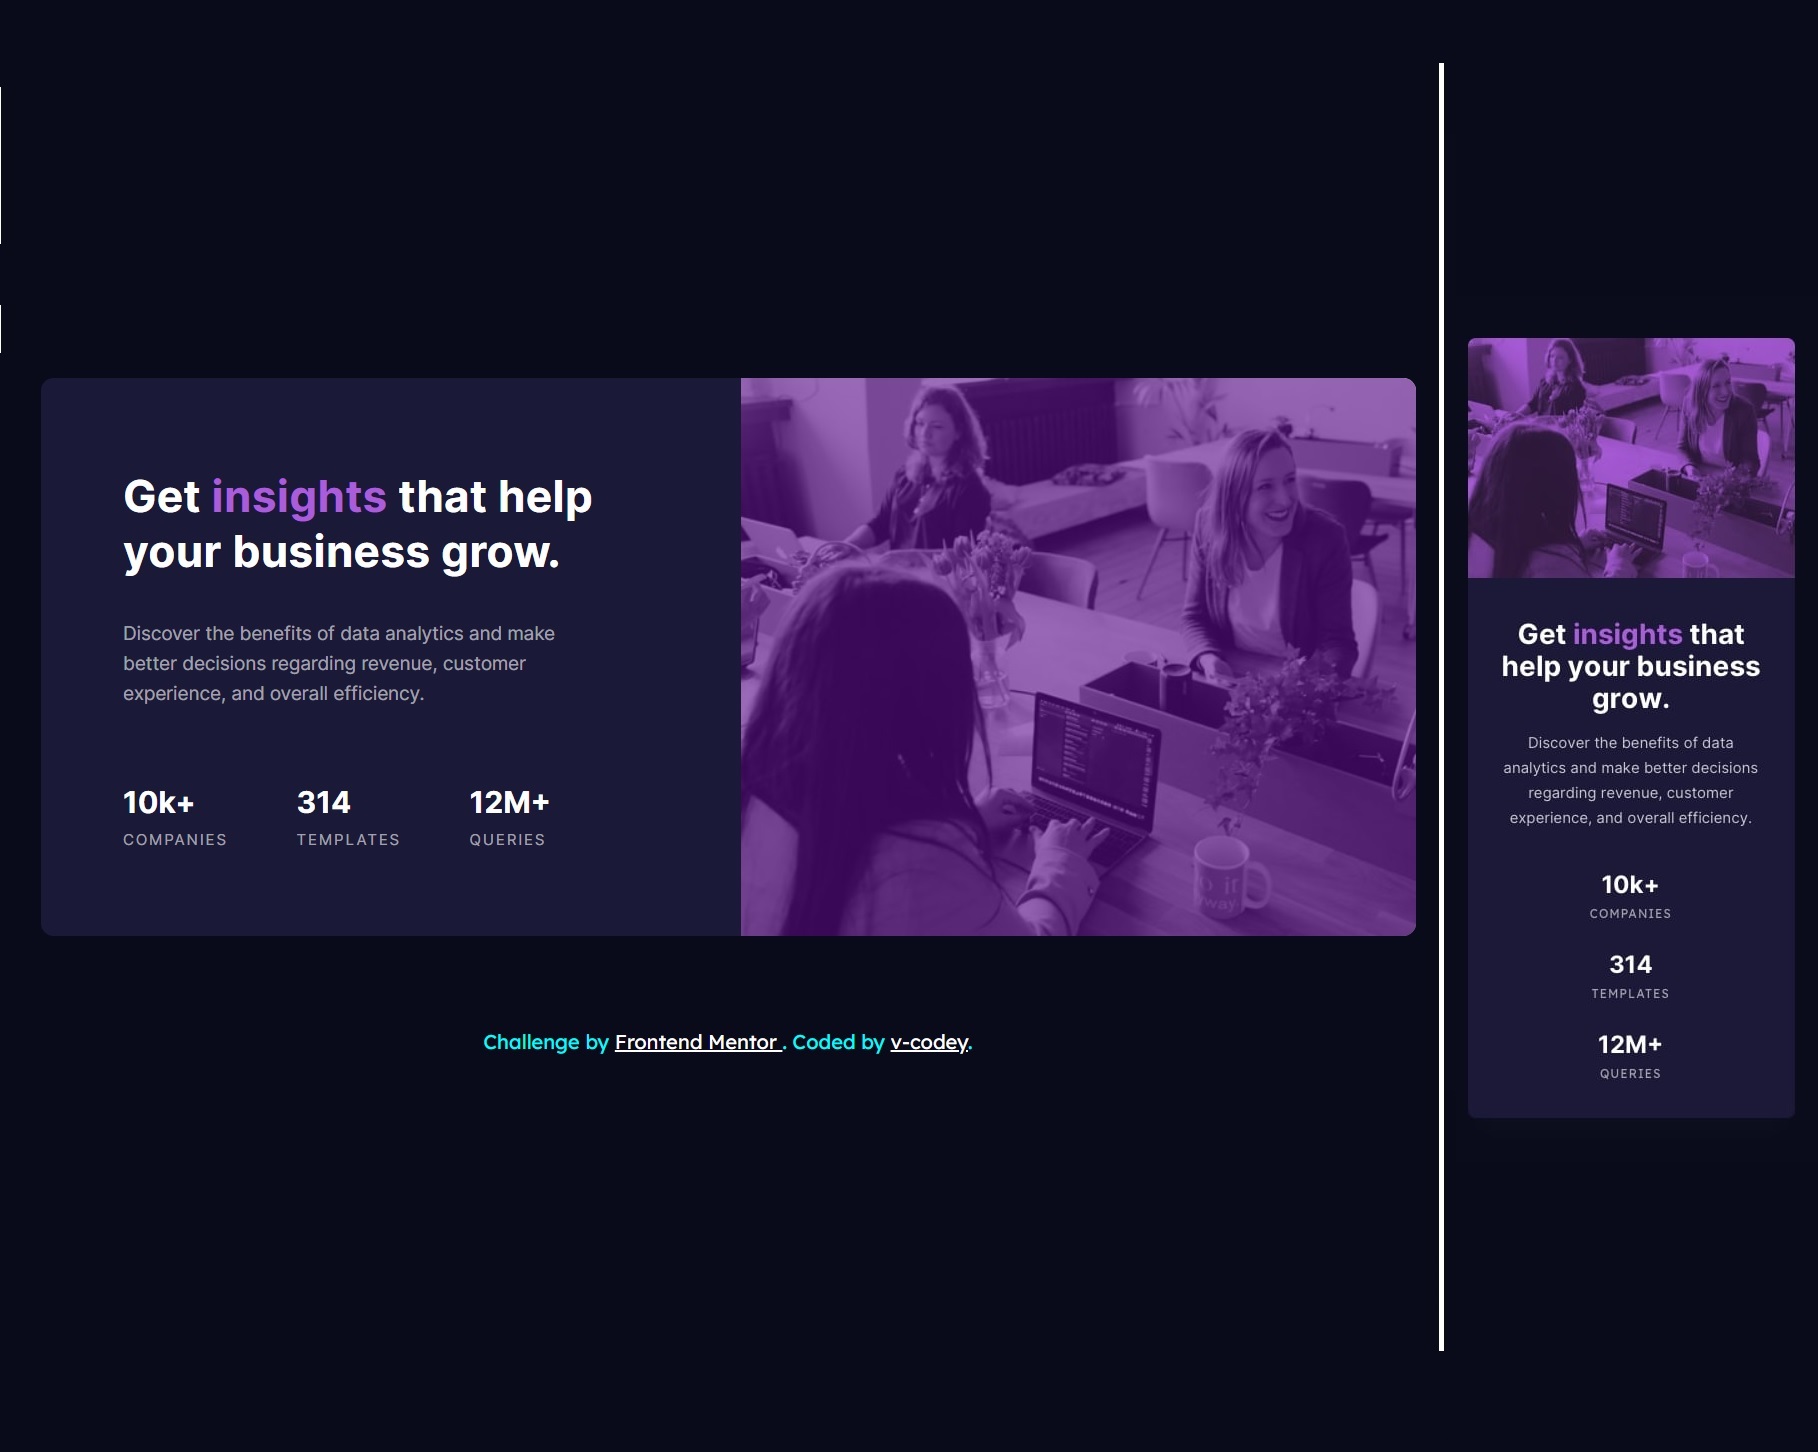 Get insights that help
your business grow.
Discover the benefits of data analytics and make
better decisions regarding revenue, customer
experience, and overall efficiency.
10k+ 314 12M+
COMPANIES TEMPLATES QUERIES
Challenge by Frontend Mentor . Coded by v-codey.
Get insights that
help your business
grow.
Discover the benefits of data
analytics and make better decisions
regarding revenue, customer
experience, and overall efficiency.
10k+
COMPANIES
314
TEMPLATES
12M+
QUERIES